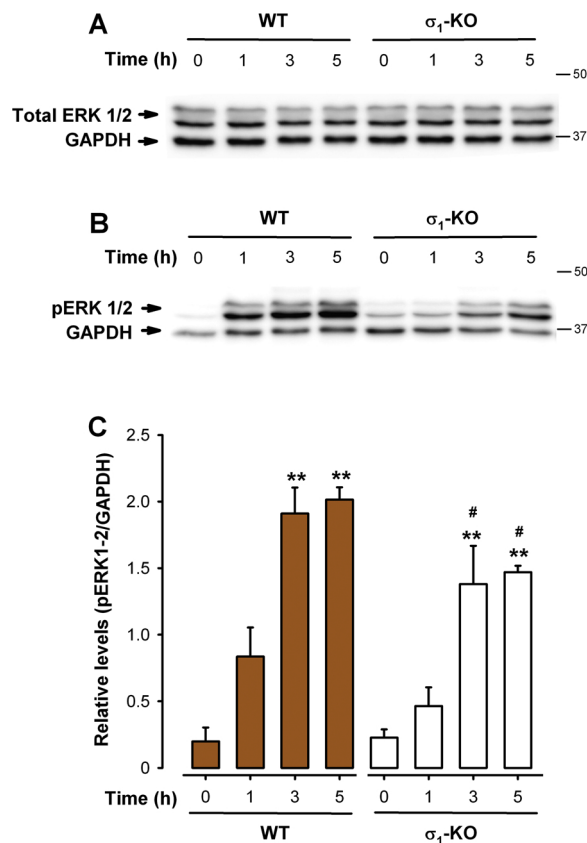 A
WT σ₁-KO
Time (h) 0 1 3 5 0 1 3 5
50
Total ERK 1/2
GAPDH 37
B
WT σ₁-KO
Time (h) 0 1 3 5 0 1 3 5
50
pERK 1/2
GAPDH 37
C
Relative levels (pERK1-2/GAPDH)
2.5
2.0
1.5
1.0
0.5
0
** **
# #
** **
Time (h) 0 1 3 5 0 1 3 5
WT σ₁-KO